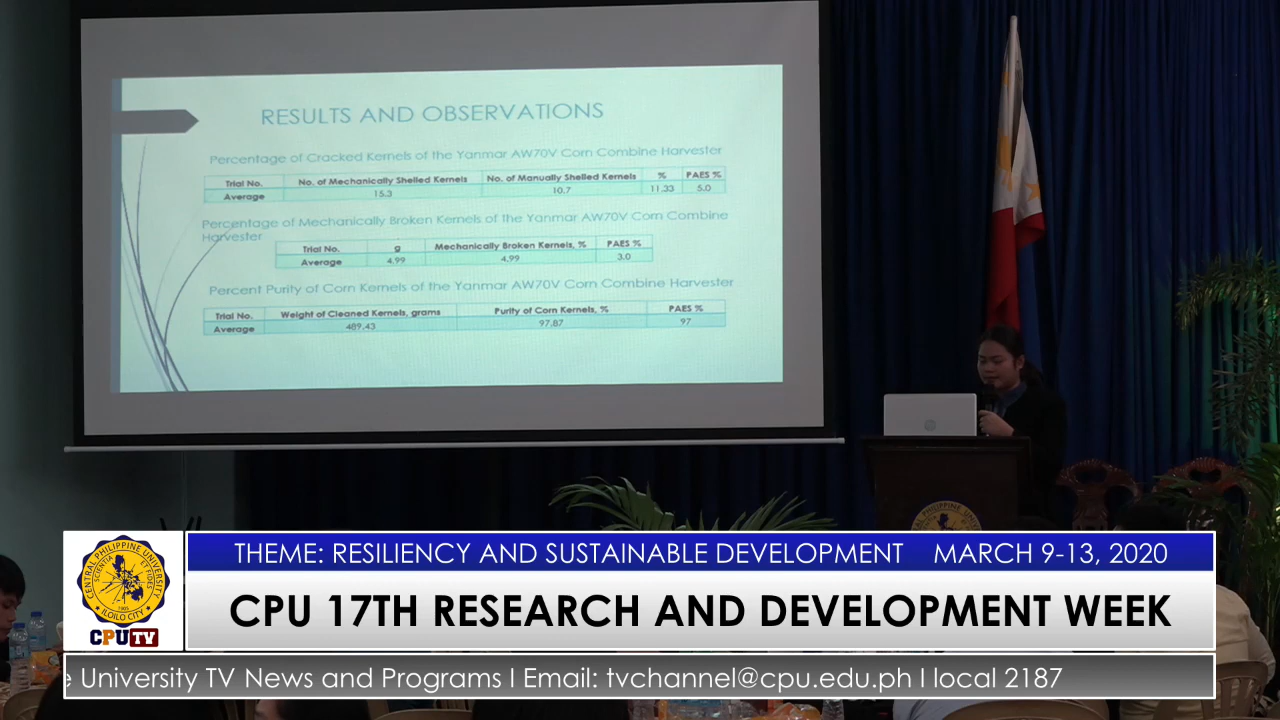 RESULTS AND OBSERVATIONS
Percentage of Cracked Kernels of the Yanmar AW70V Corn Combine Harvester
Trial No. No. of Mechanically Shelled Kernels No. of Manually Shelled Kernels % PAES %
Average 15.3 10.7 11.33 5.0
Percentage of Mechanically Broken Kernels of the Yanmar AW70V Corn Combine
Harvester
Trial No. g Mechanically Broken Kernels, % PAES %
Average 4.99 4.99 3.0
Percent Purity of Corn Kernels of the Yanmar AW70V Corn Combine Harvester
Trial No. Weight of Cleaned Kernels, grams Purity of Corn Kernels, % PAES %
Average 489.43 97.87 97
CENTRAL PHILIPPINE UNIVERSITY
SCIENTIA ET FIDES
1905
ILOILO CITY
CPU TV
THEME: RESILIENCY AND SUSTAINABLE DEVELOPMENT MARCH 9-13, 2020
CPU 17TH RESEARCH AND DEVELOPMENT WEEK
e University TV News and Programs I Email: tvchannel@cpu.edu.ph I local 2187